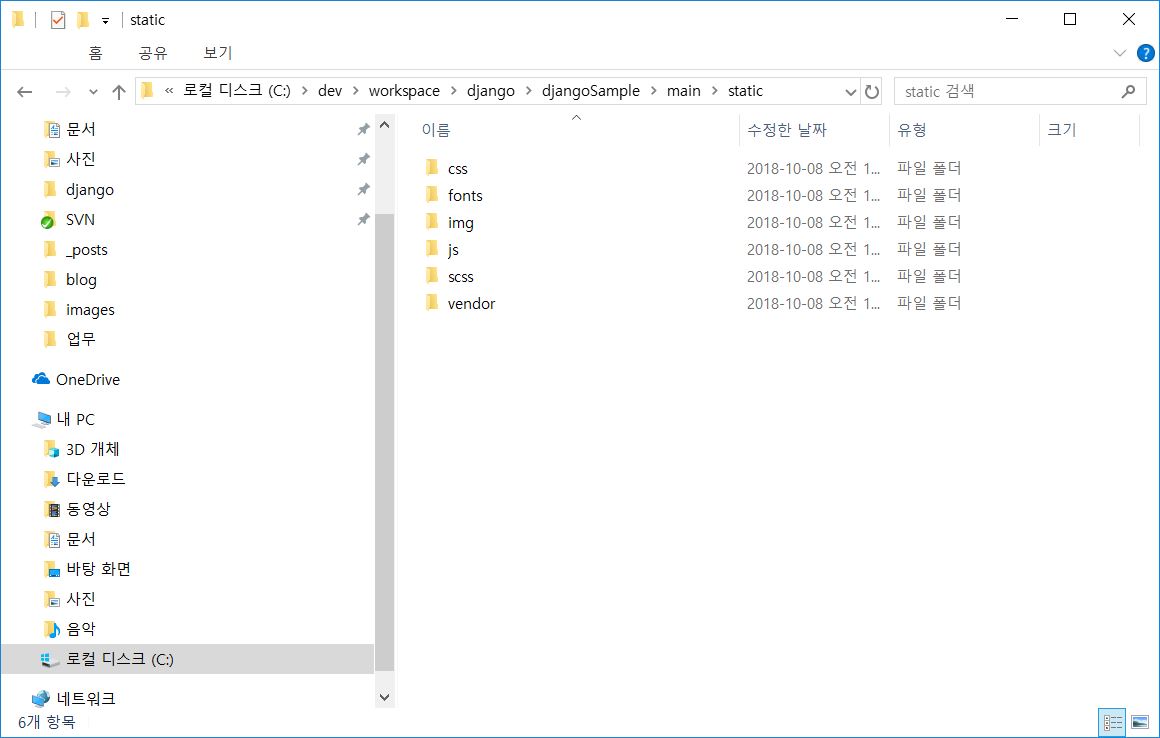 static
홈 공유 보기
« 로컬 디스크 (C:) > dev > workspace > django > djangoSample > main > static
static 검색
문서
사진
django
SVN
_posts
blog
images
업무
OneDrive
내 PC
3D 개체
다운로드
동영상
문서
바탕 화면
사진
음악
로컬 디스크 (C:)
네트워크
이름 수정한 날짜 유형 크기
css 2018-10-08 오전 1... 파일 폴더
fonts 2018-10-08 오전 1... 파일 폴더
img 2018-10-08 오전 1... 파일 폴더
js 2018-10-08 오전 1... 파일 폴더
scss 2018-10-08 오전 1... 파일 폴더
vendor 2018-10-08 오전 1... 파일 폴더
6개 항목